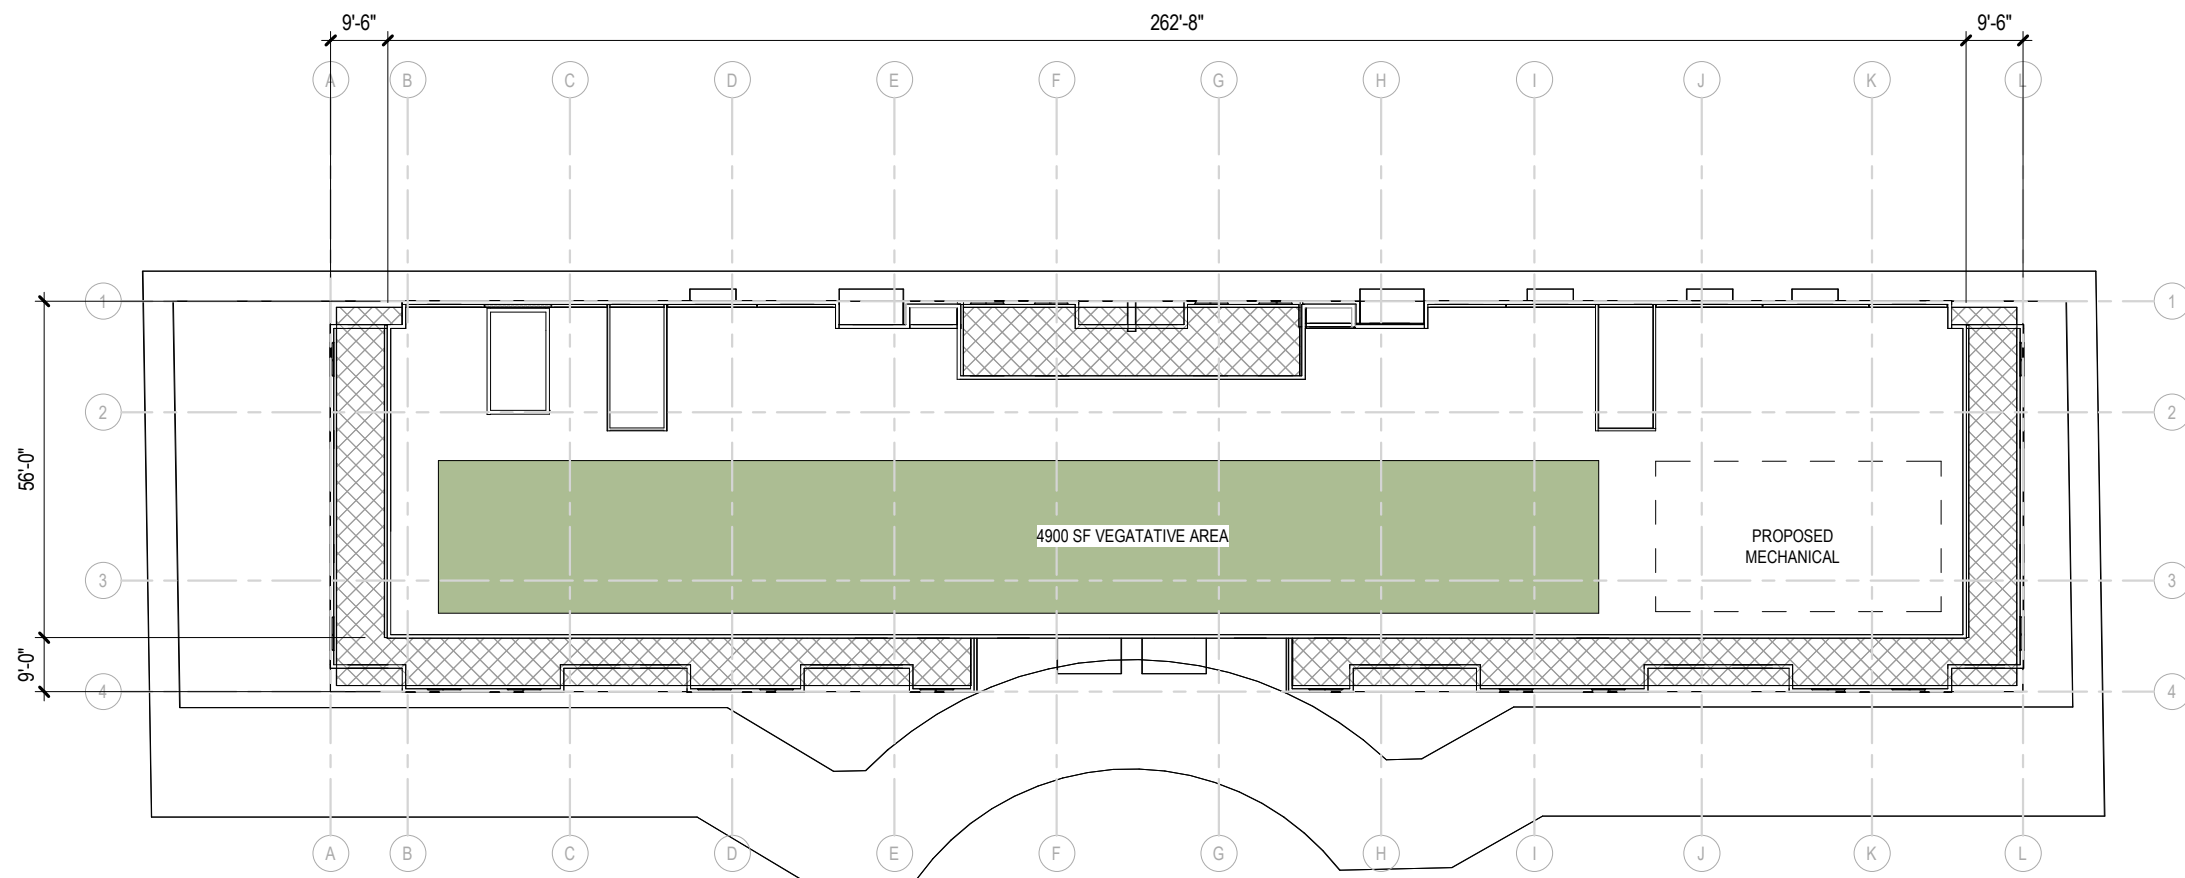 9'-6" 262'-8" 9'-6"
A B C D E F G H I J K L
1 1
2 2
56'-0"
4900 SF VEGATATIVE AREA
PROPOSED
MECHANICAL
3 3
9'-0"
4 4
A B C D E F G H I J K L